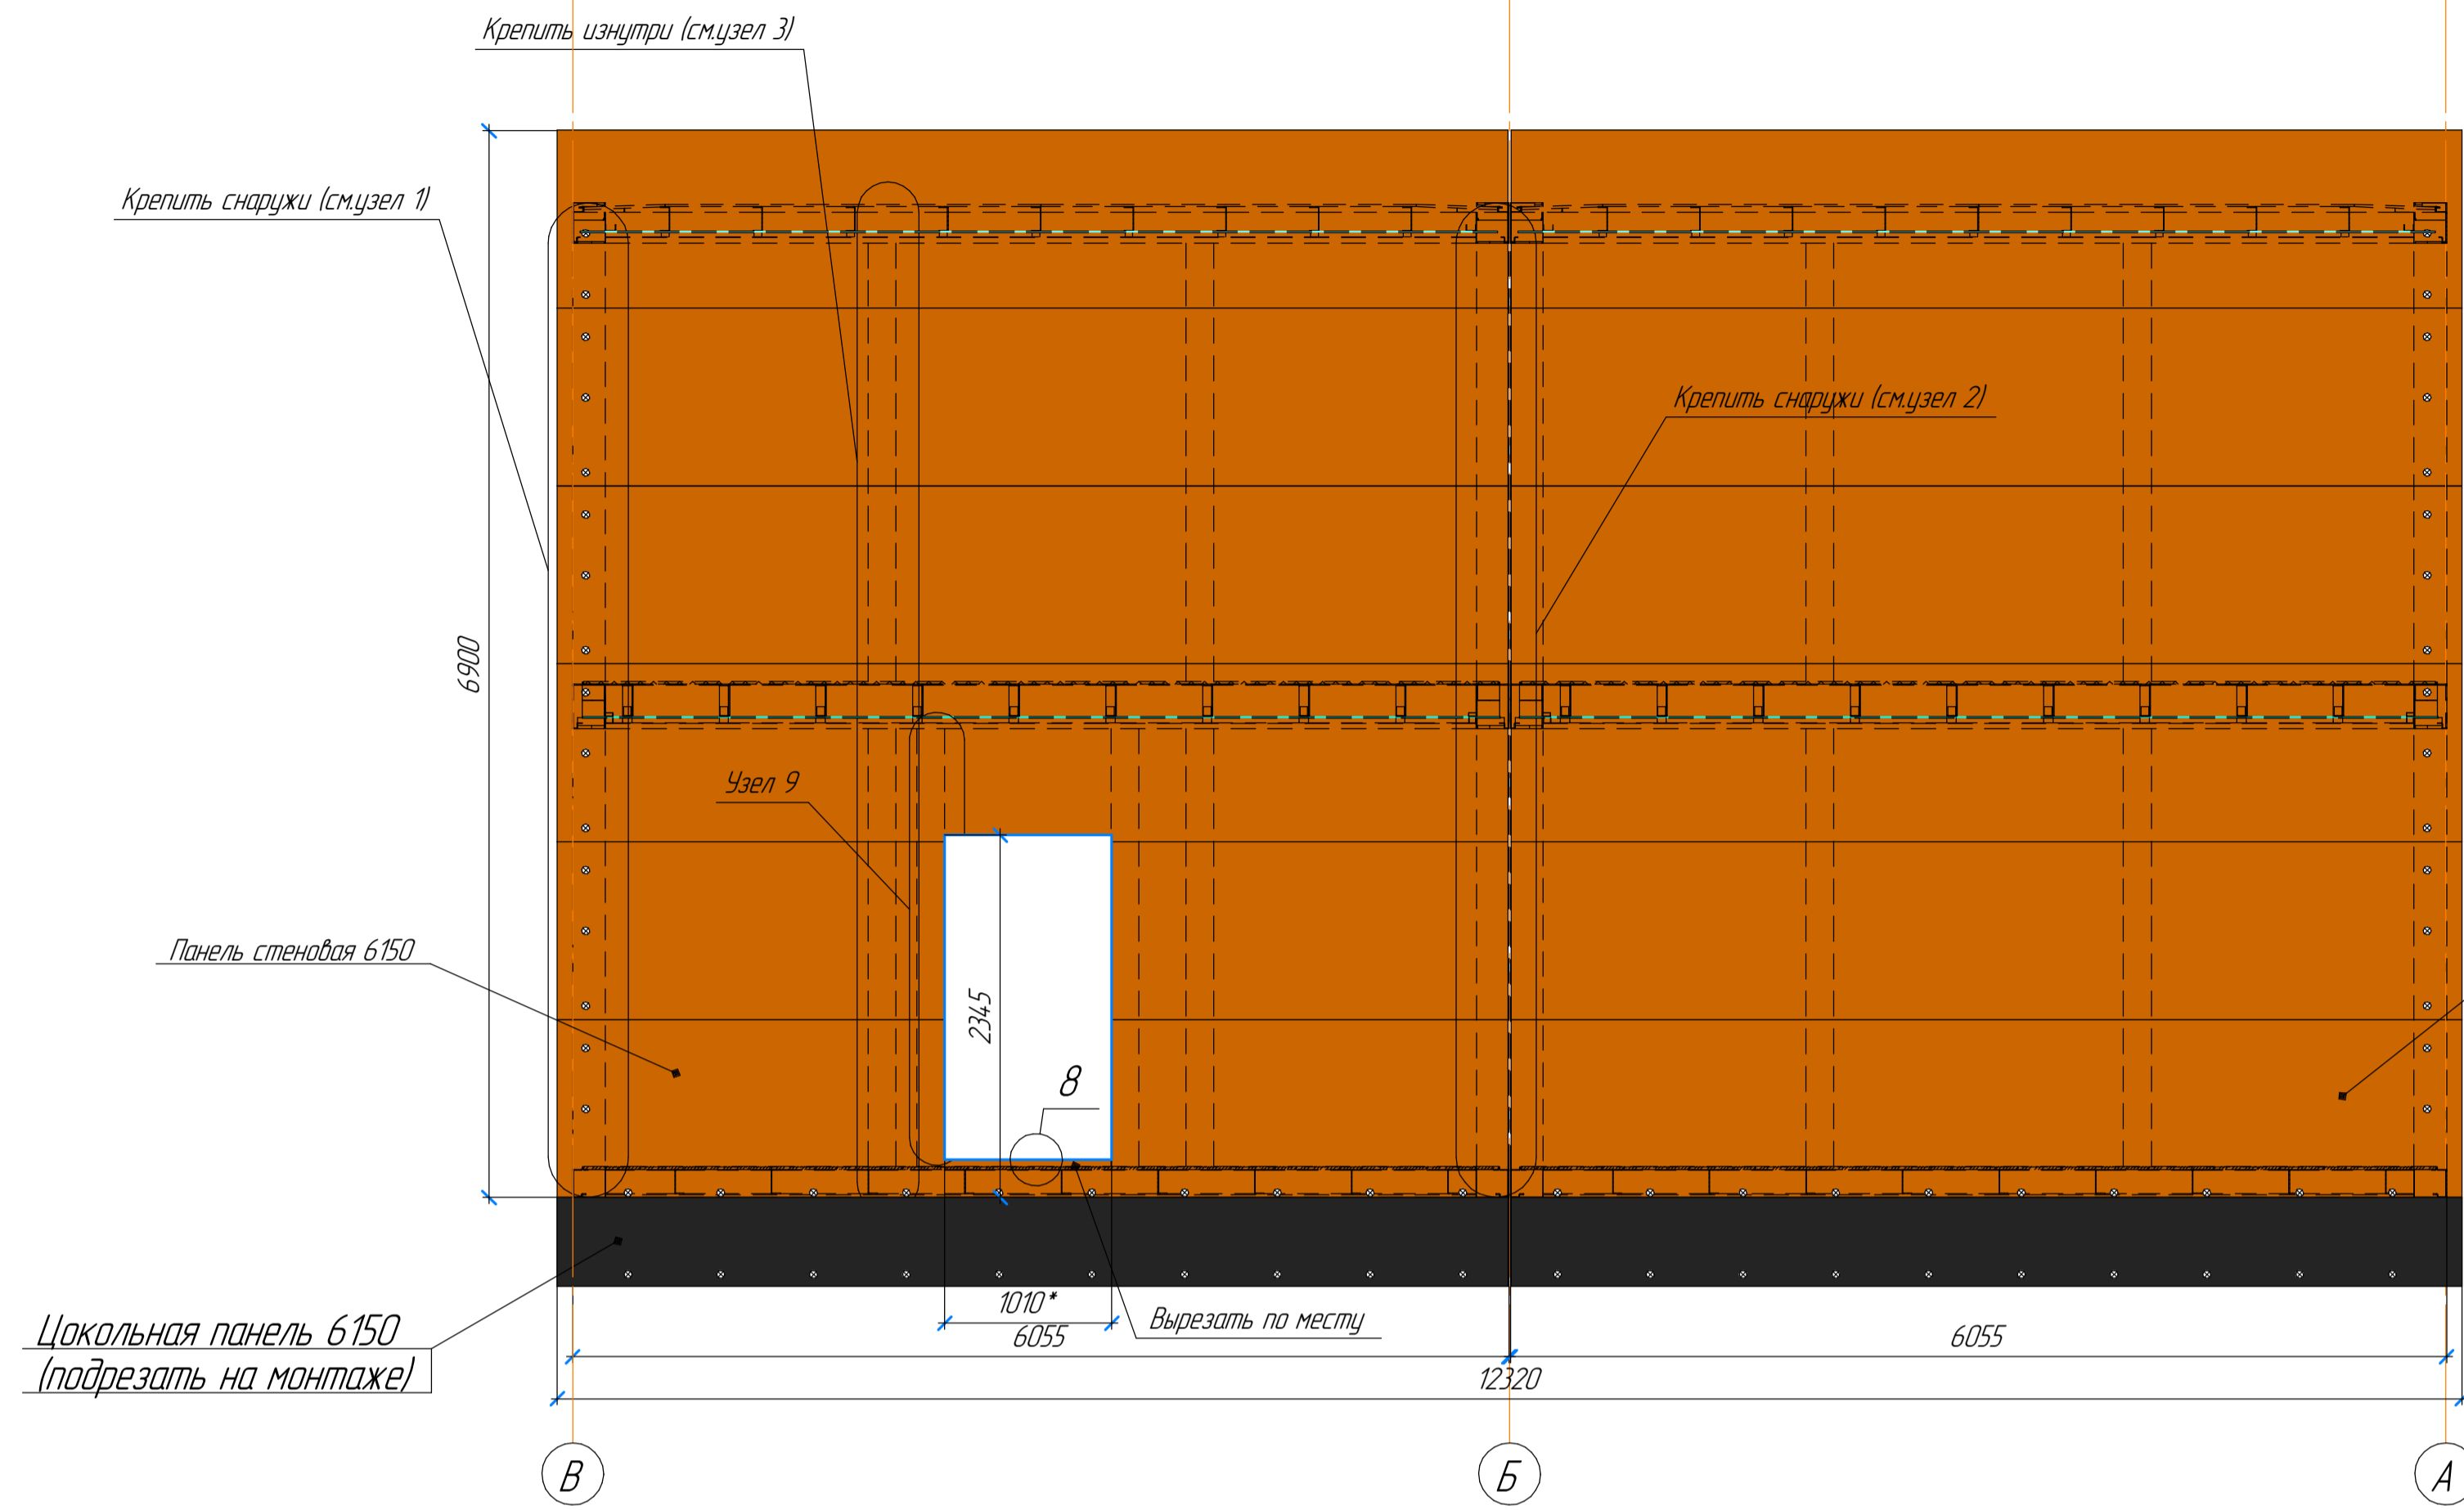 Крепить изнутри (см.узел 3)
Крепить снаружи (см.узел 1)
Крепить снаружи (см.узел 2)
6900
Узел 9
Панель стеновая 6150
2345
8
Цокольная панель 6150
(подрезать на монтаже)
1010*
Вырезать по месту
6055
6055
12320
В
Б
А